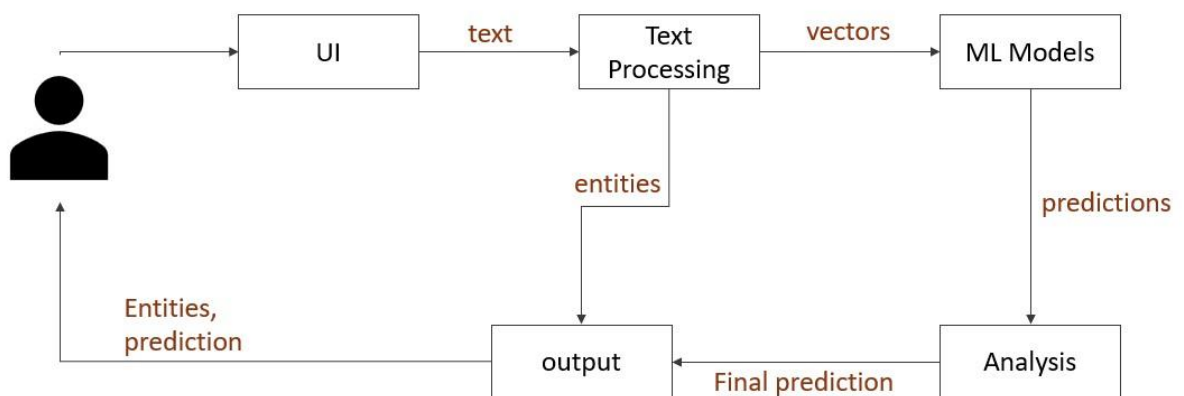 UI
text
Text
Processing
vectors
ML Models
entities
predictions
Entities,
prediction
output
Final prediction
Analysis